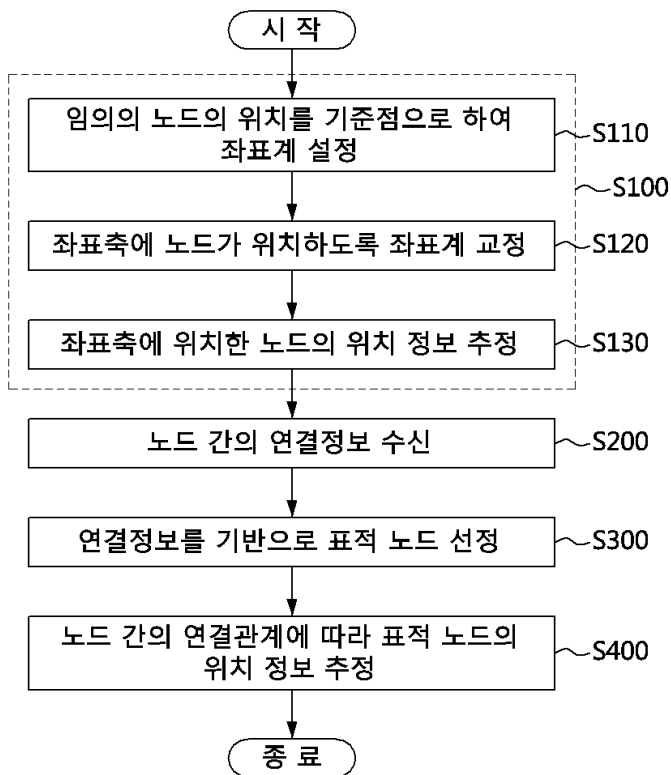 시 작
임의의 노드의 위치를 기준점으로 하여
좌표계 설정
S110
S100
좌표축에 노드가 위치하도록 좌표계 교정
S120
좌표축에 위치한 노드의 위치 정보 추정
S130
노드 간의 연결정보 수신
S200
연결정보를 기반으로 표적 노드 선정
S300
노드 간의 연결관계에 따라 표적 노드의
위치 정보 추정
S400
종 료